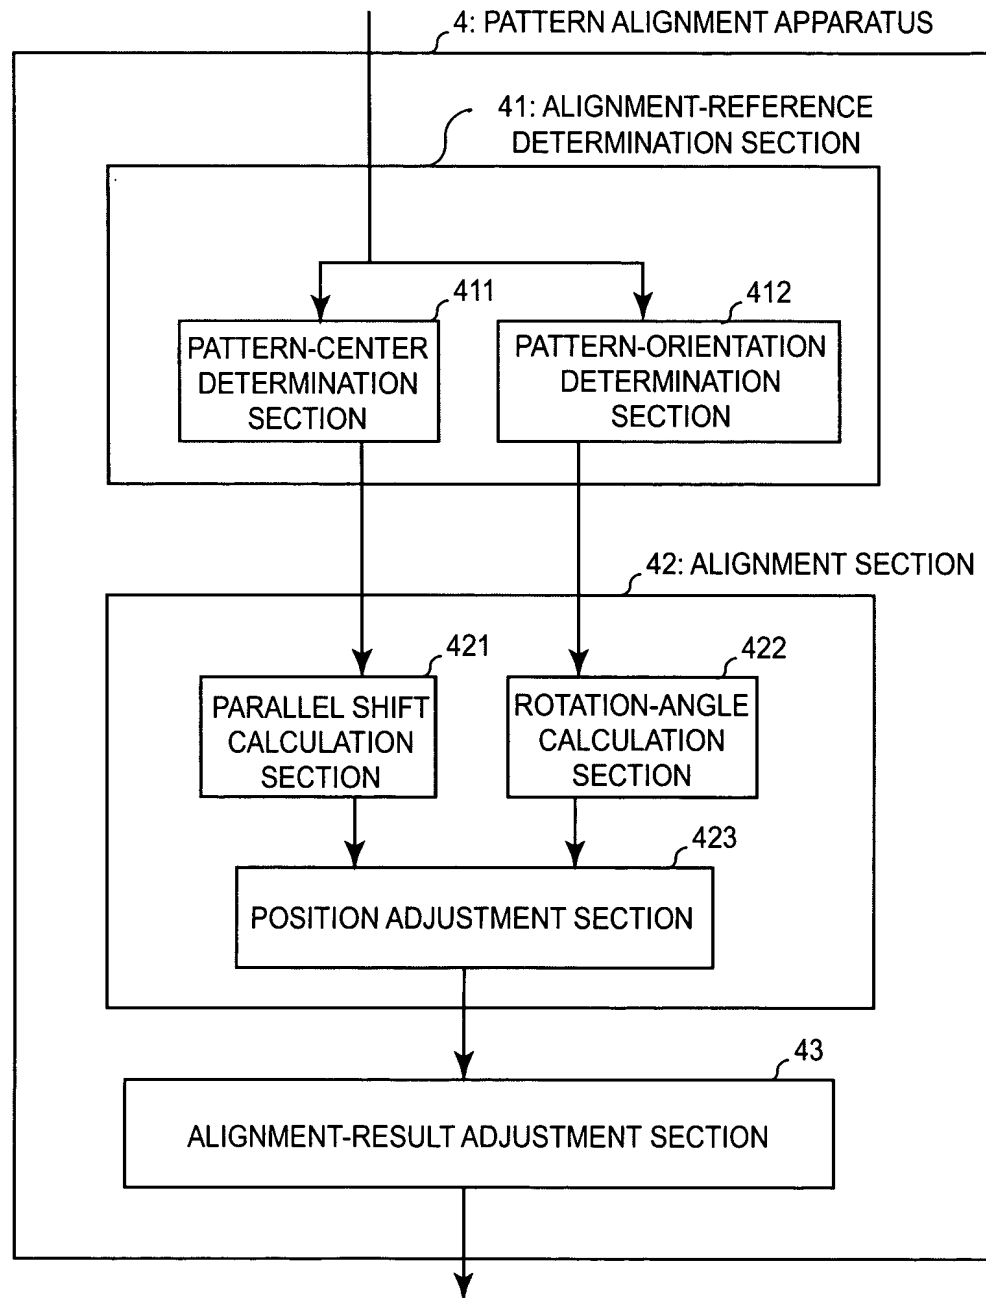 4: PATTERN ALIGNMENT APPARATUS
41: ALIGNMENT-REFERENCE
DETERMINATION SECTION
411
PATTERN-CENTER
DETERMINATION
SECTION
412
PATTERN-ORIENTATION
DETERMINATION
SECTION
42: ALIGNMENT SECTION
421
PARALLEL SHIFT
CALCULATION
SECTION
422
ROTATION-ANGLE
CALCULATION
SECTION
423
POSITION ADJUSTMENT SECTION
43
ALIGNMENT-RESULT ADJUSTMENT SECTION